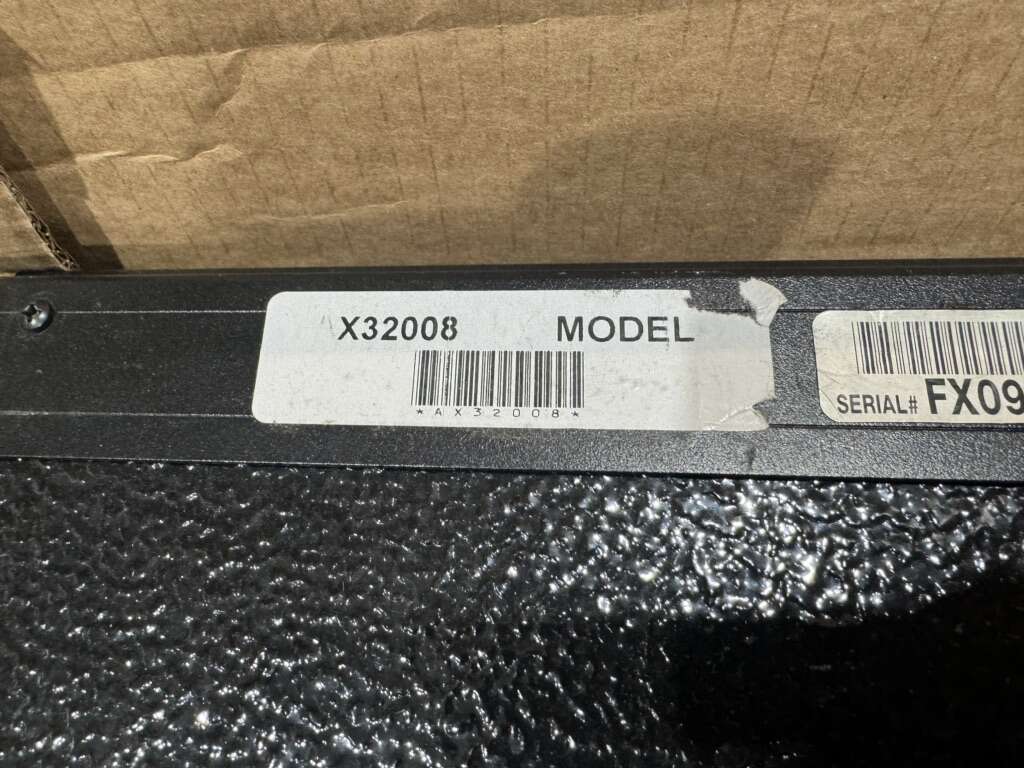 X32008 MODEL
*AX32008*
SERIAL# FX09